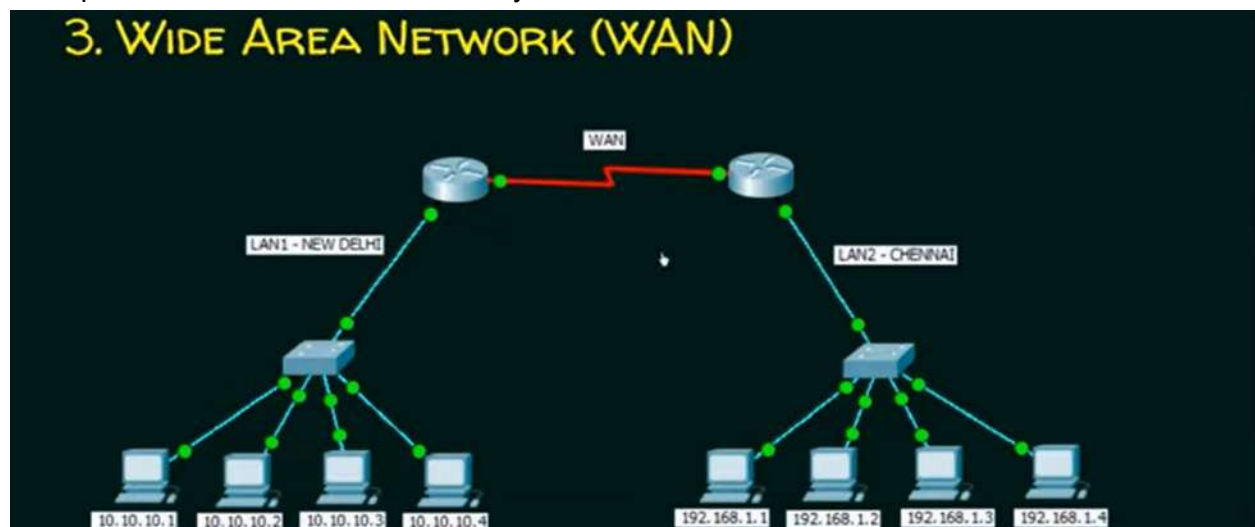 3. WIDE AREA NETWORK (WAN)
WAN
LAN1 - NEW DELHI
LAN2 - CHENNAI
10.10.10.1 10.10.10.2 10.10.10.3 10.10.10.4
192.168.1.1 192.168.1.2 192.168.1.3 192.168.1.4